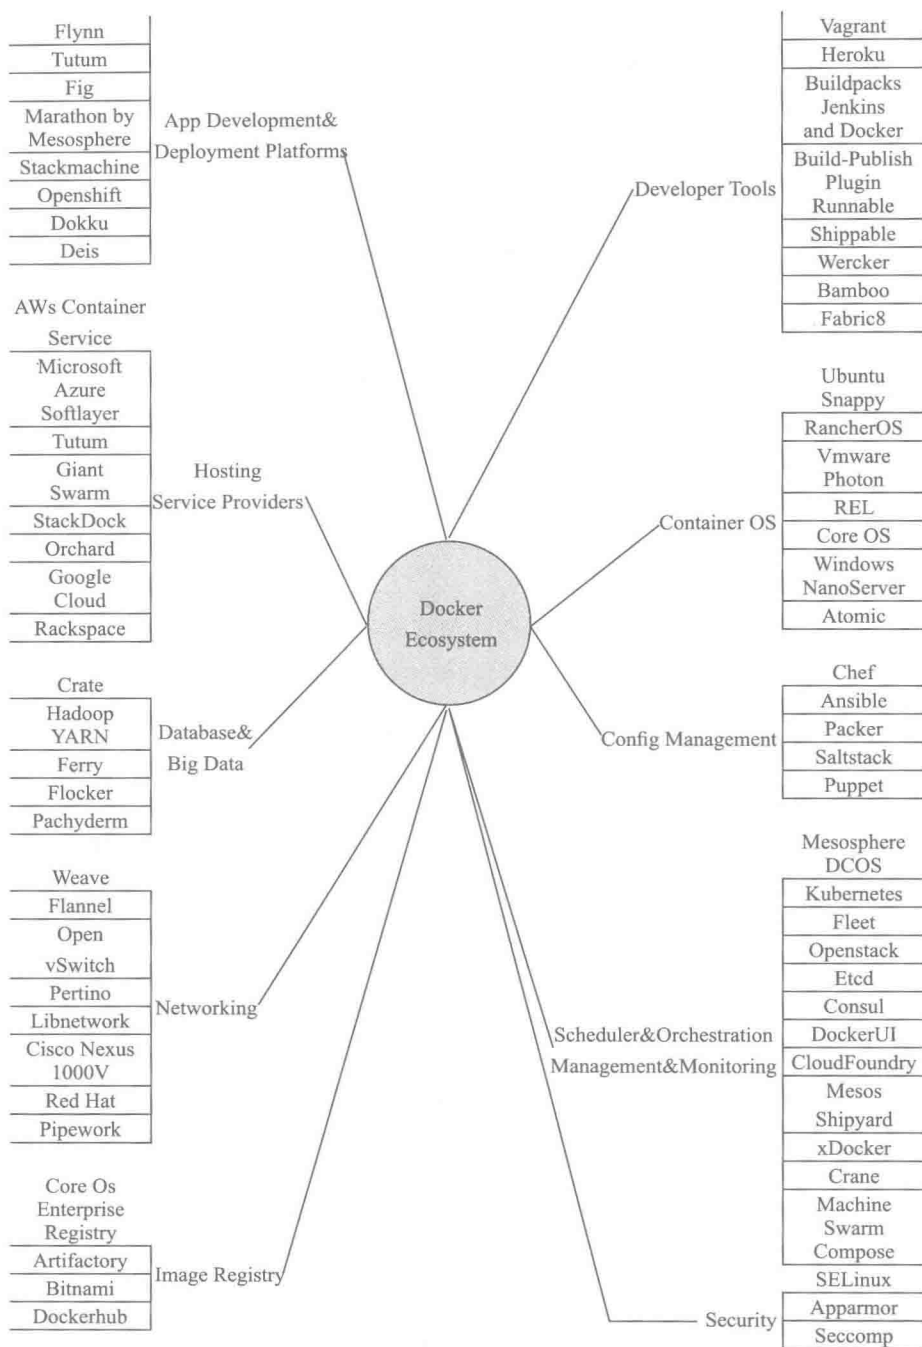 Flynn
Tutum
Fig
Marathon by
Mesosphere
Stackmachine
Openshift
Dokku
Deis
App Development&
Deployment Platforms
AWs Container
Service
Microsoft
Azure
Softlayer
Tutum
Giant
Swarm
StackDock
Orchard
Google
Cloud
Rackspace
Hosting
Service Providers
Crate
Hadoop
YARN
Ferry
Flocker
Pachyderm
Database&
Big Data
Weave
Flannel
Open
vSwitch
Pertino
Libnetwork
Cisco Nexus
1000V
Red Hat
Pipework
Networking
Core Os
Enterprise
Registry
Artifactory
Bitnami
Dockerhub
Image Registry
Docker
Ecosystem
Developer Tools
Vagrant
Heroku
Buildpacks
Jenkins
and Docker
Build-Publish
Plugin
Runnable
Shippable
Wercker
Bamboo
Fabric8
Container OS
Ubuntu
Snappy
RancherOS
Vmware
Photon
REL
Core OS
Windows
NanoServer
Atomic
Config Management
Chef
Ansible
Packer
Saltstack
Puppet
Scheduler&Orchestration
Management&Monitoring
Mesosphere
DCOS
Kubernetes
Fleet
Openstack
Etcd
Consul
DockerUI
CloudFoundry
Mesos
Shipyard
xDocker
Crane
Machine
Swarm
Compose
Security
SELinux
Apparmor
Seccomp